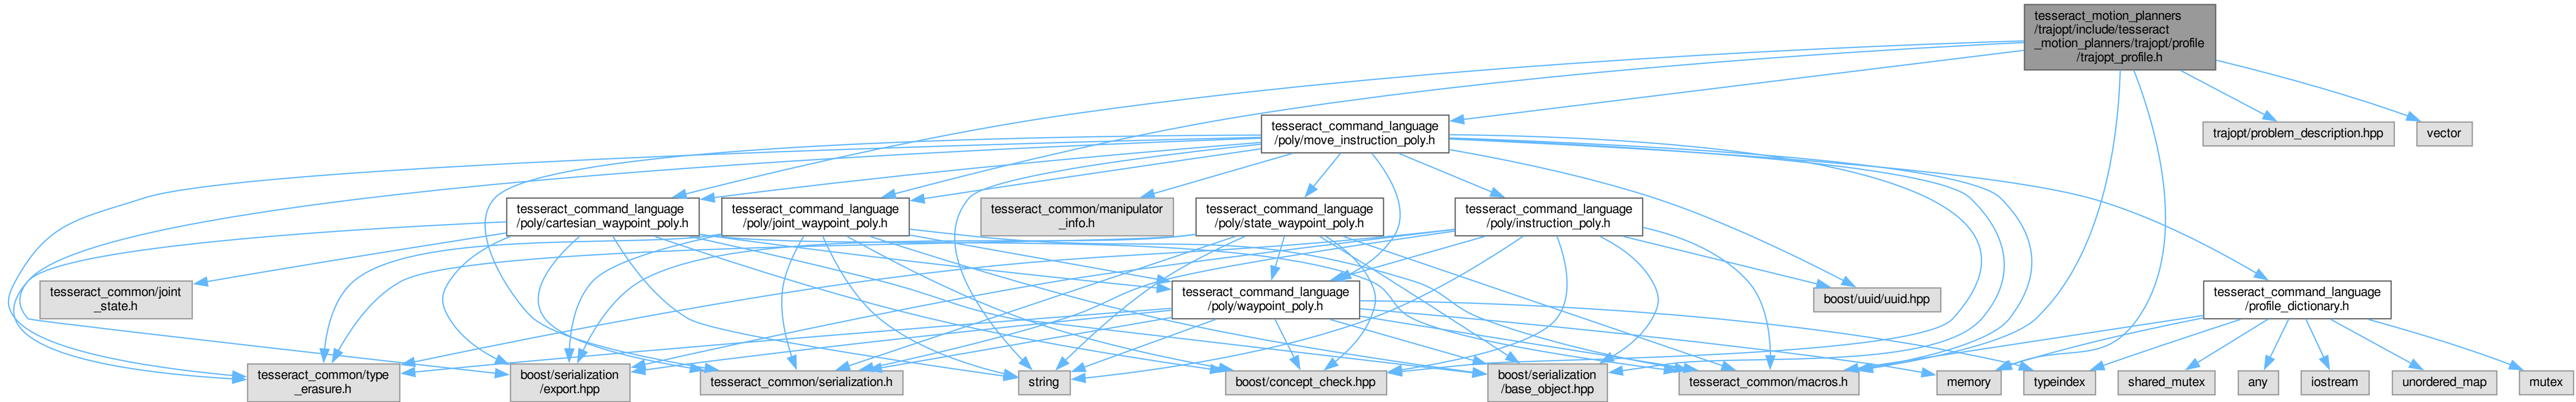 tesseract_motion_planners
/trajopt/include/tesseract
_motion_planners/trajopt/profile
/trajopt_profile.h
tesseract_command_language
/poly/move_instruction_poly.h
trajopt/problem_description.hpp
vector
tesseract_command_language
/poly/cartesian_waypoint_poly.h
tesseract_command_language
/poly/joint_waypoint_poly.h
tesseract_common/manipulator
_info.h
tesseract_command_language
/poly/state_waypoint_poly.h
tesseract_command_language
/poly/instruction_poly.h
tesseract_common/joint
_state.h
tesseract_command_language
/poly/waypoint_poly.h
boost/uuid/uuid.hpp
tesseract_command_language
/profile_dictionary.h
tesseract_common/type
_erasure.h
boost/serialization
/export.hpp
tesseract_common/serialization.h
string
boost/concept_check.hpp
boost/serialization
/base_object.hpp
tesseract_common/macros.h
memory
typeindex
shared_mutex
any
iostream
unordered_map
mutex